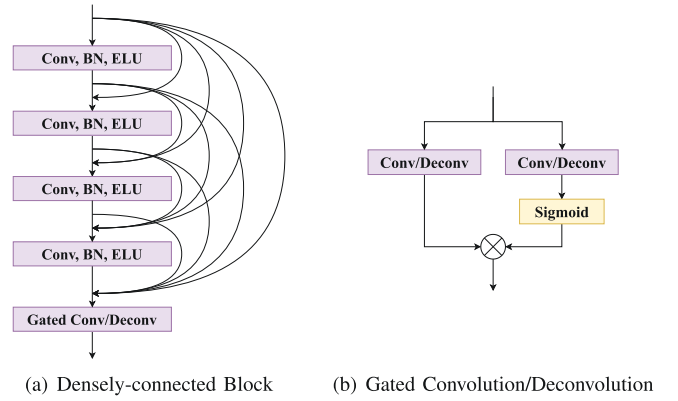 Conv, BN, ELU
Conv, BN, ELU
Conv, BN, ELU
Conv, BN, ELU
Gated Conv/Deconv
(a) Densely-connected Block
Conv/Deconv
Conv/Deconv
Sigmoid
(b) Gated Convolution/Deconvolution